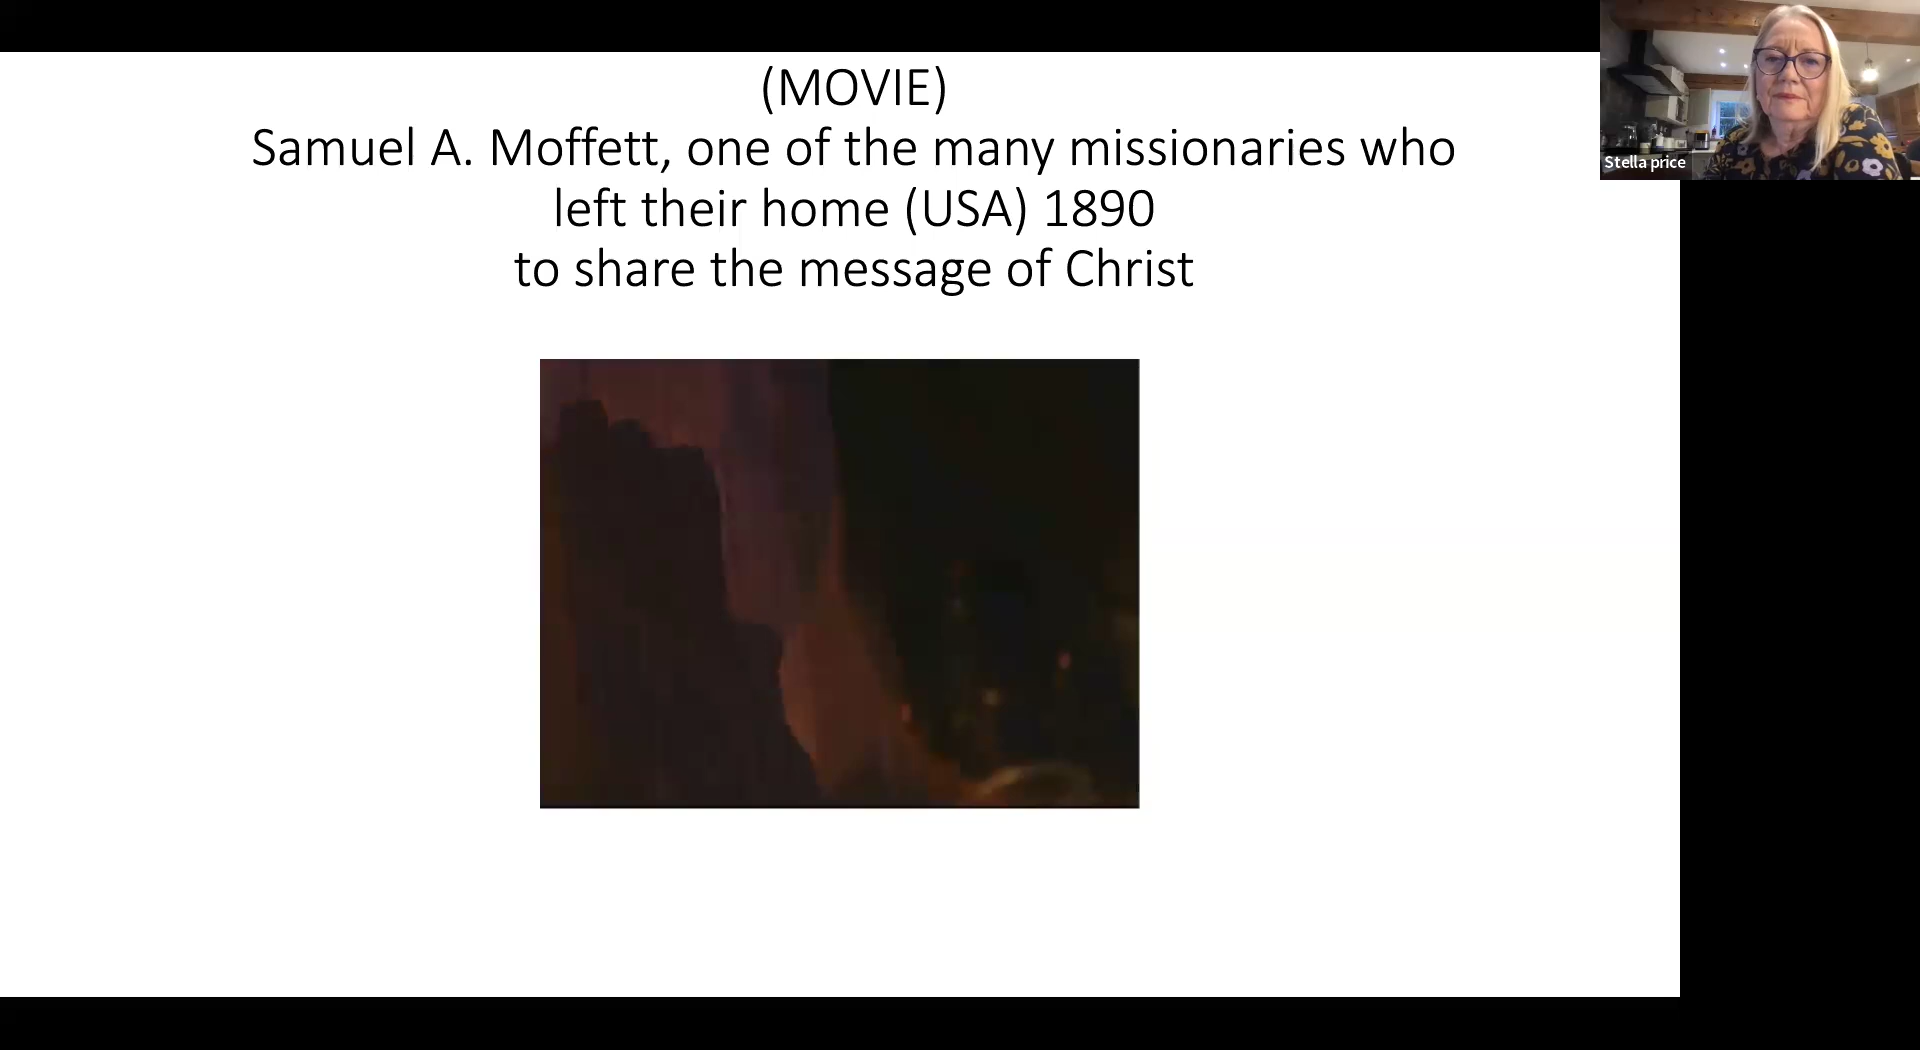 (MOVIE)
Samuel A. Moffett, one of the many missionaries who
left their home (USA) 1890
to share the message of Christ
Stella price